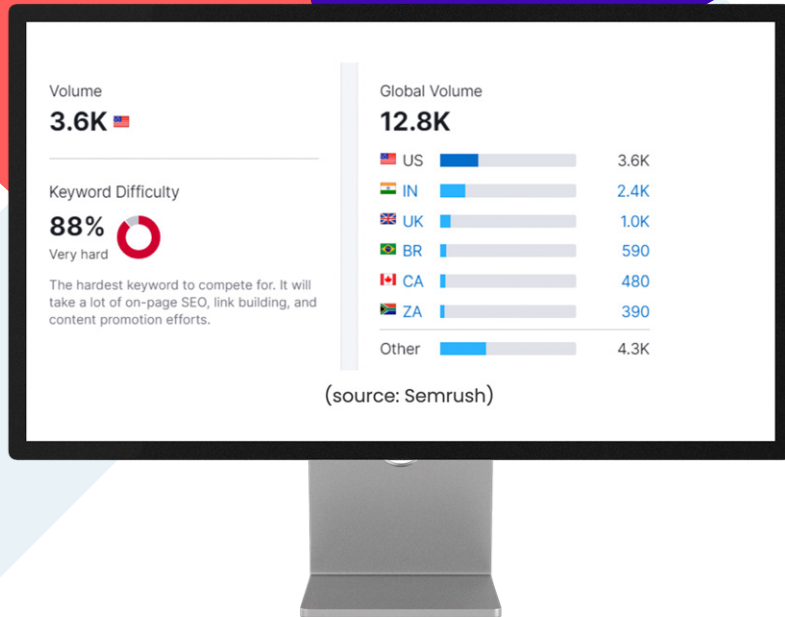 Volume
3.6K
Keyword Difficulty
88%
Very hard
The hardest keyword to compete for. It will
take a lot of on-page SEO, link building, and
content promotion efforts.
Global Volume
12.8K
US 3.6K
IN 2.4K
UK 1.0K
BR 590
CA 480
ZA 390
Other 4.3K
(source: Semrush)